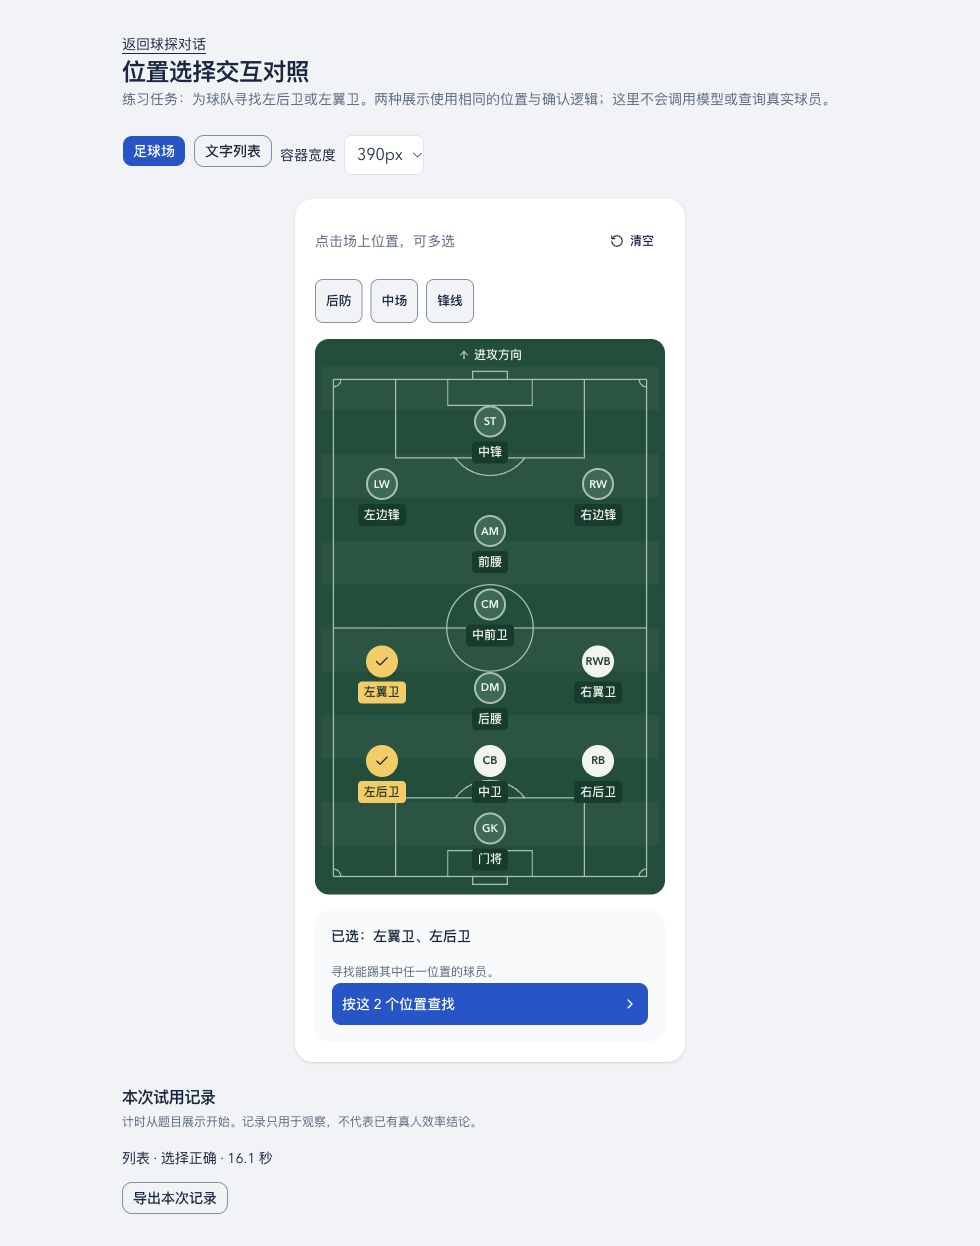 返回球探对话
位置选择交互对照
练习任务：为球队寻找左后卫或左翼卫。两种展示使用相同的位置与确认逻辑；这里不会调用模型或查询真实球员。
足球场 文字列表 容器宽度 390px
点击场上位置，可多选 清空
后防 中场 锋线
↑ 进攻方向
ST
中锋
LW RW
左边锋 右边锋
AM
前腰
CM
中前卫
RWB
左翼卫 右翼卫
DM
后腰
CB RB
左后卫 中卫 右后卫
GK
门将
已选：左翼卫、左后卫
寻找能踢其中任一位置的球员。
按这 2 个位置查找
本次试用记录
计时从题目展示开始。记录只用于观察，不代表已有真人效率结论。
列表 · 选择正确 · 16.1 秒
导出本次记录